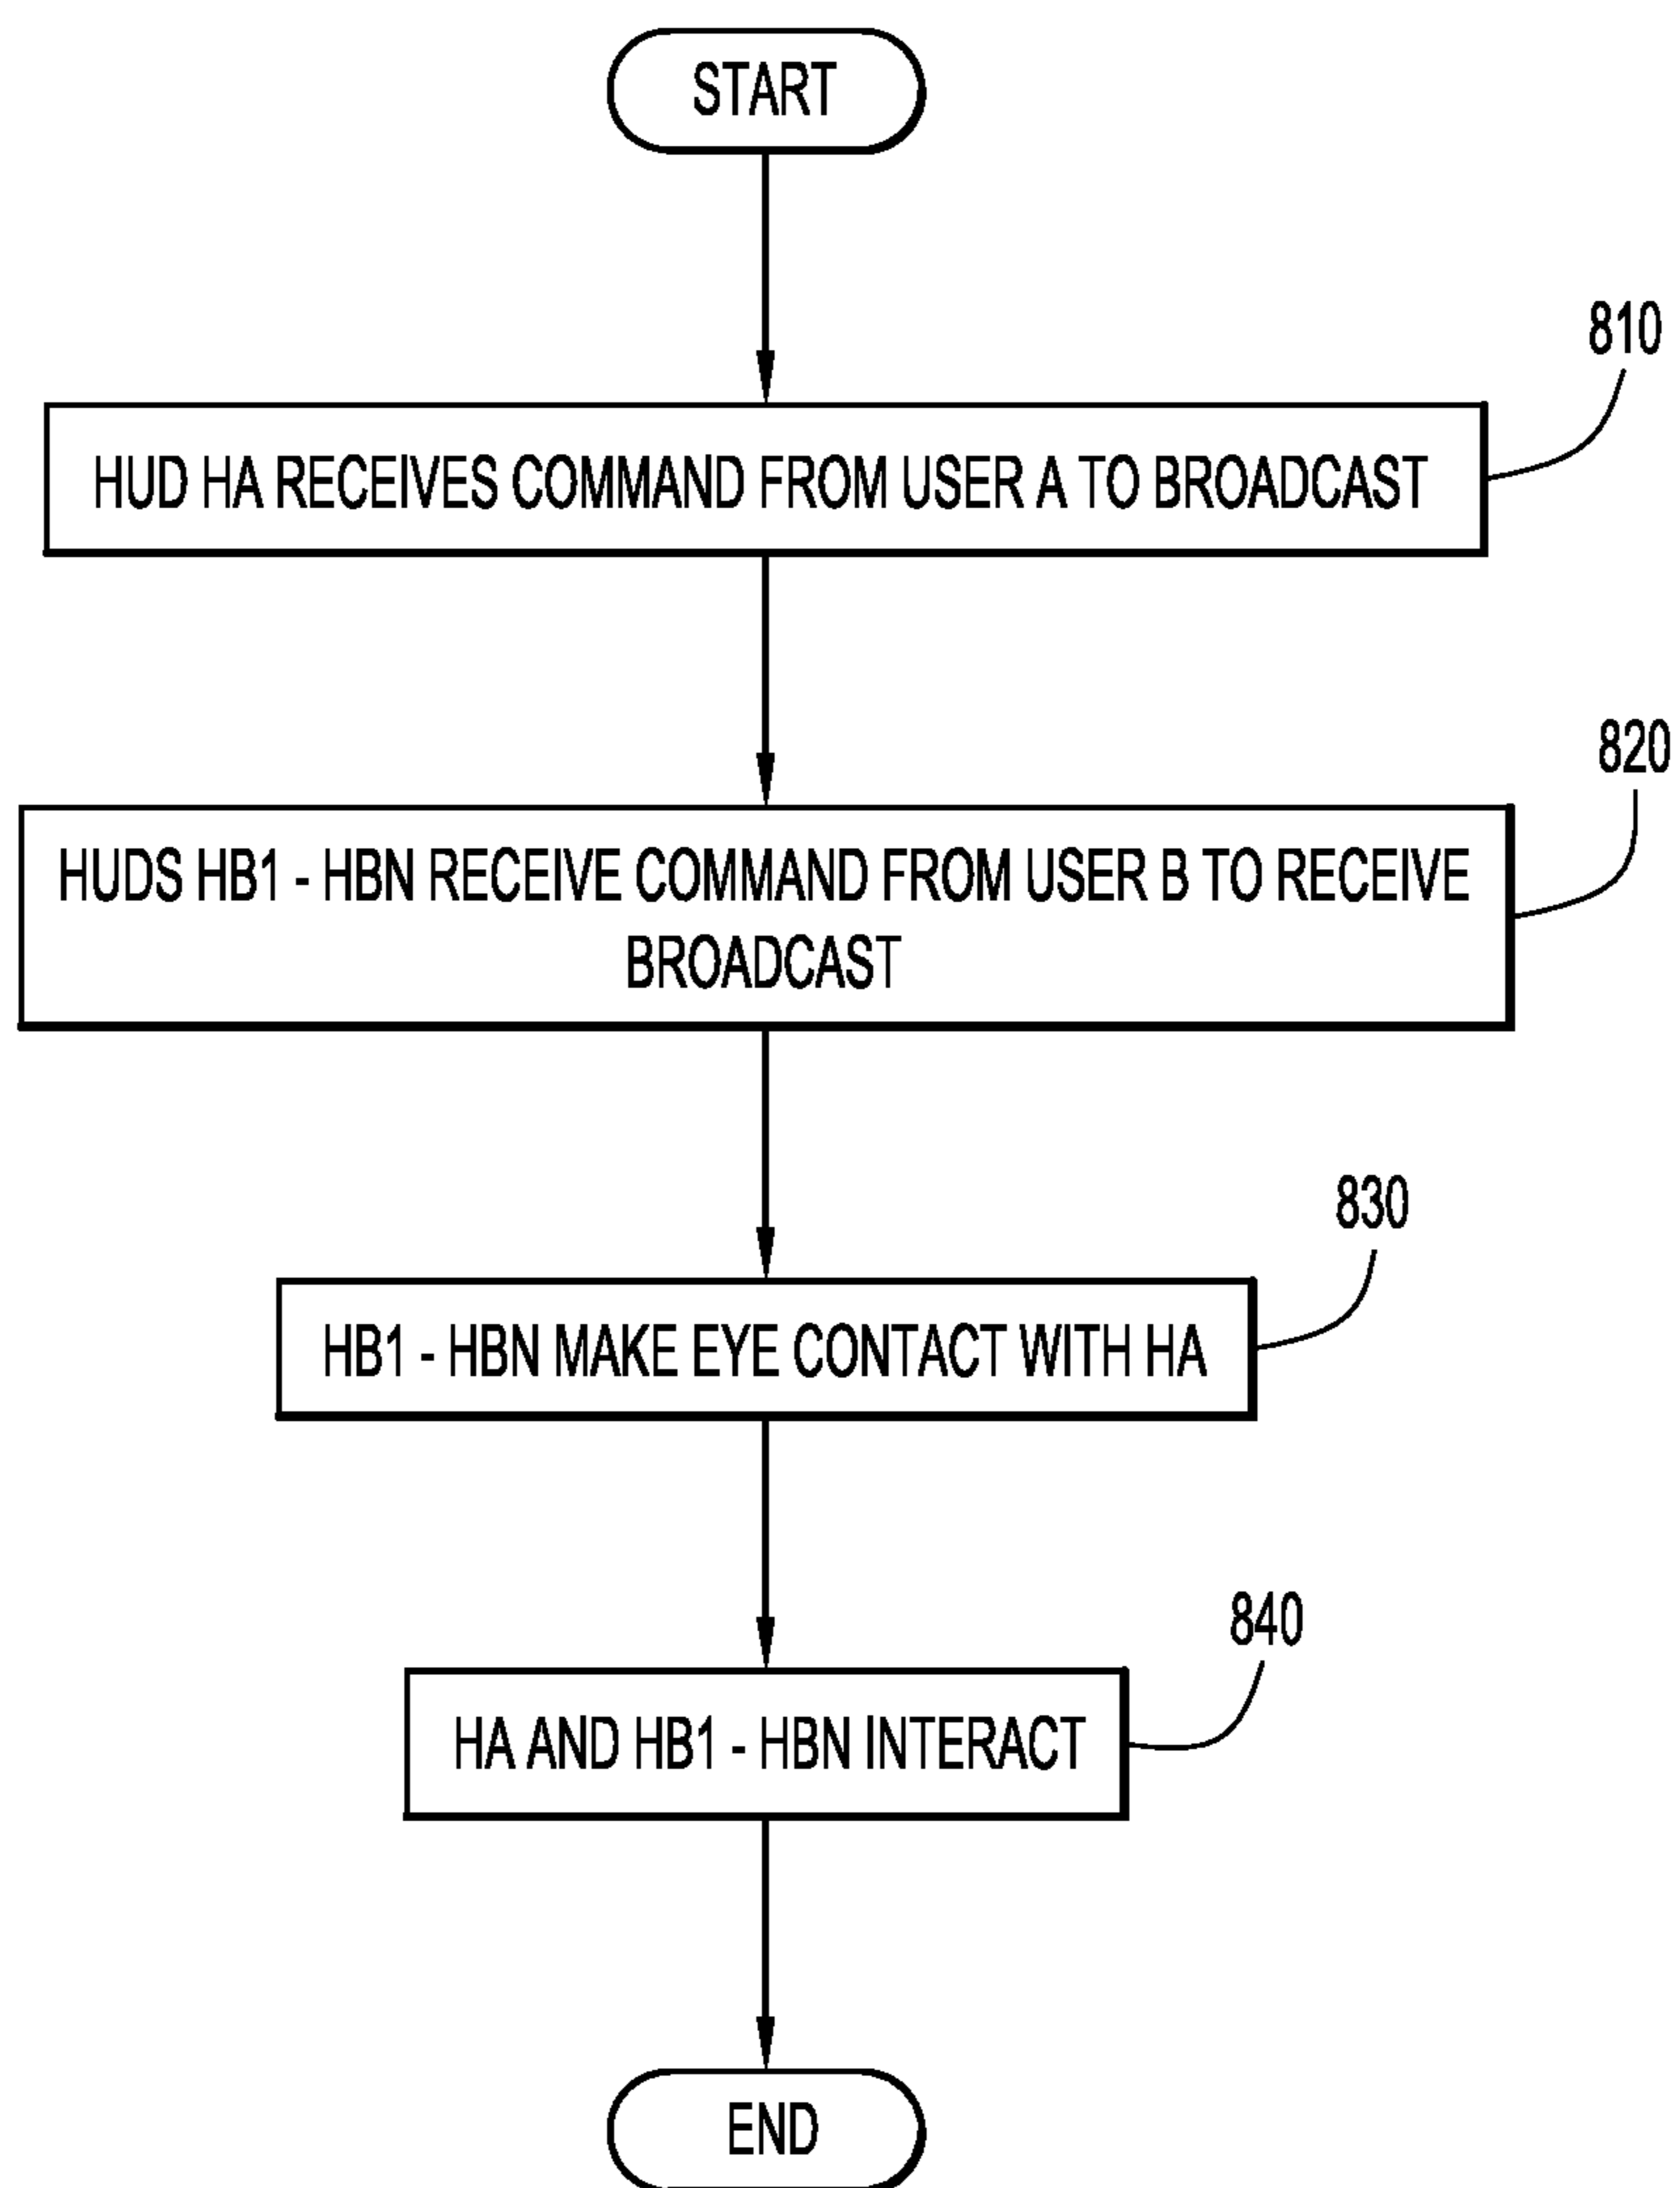 START
810
HUD HA RECEIVES COMMAND FROM USER A TO BROADCAST
820
HUDS HB1 - HBN RECEIVE COMMAND FROM USER B TO RECEIVE
BROADCAST
830
HB1 - HBN MAKE EYE CONTACT WITH HA
840
HA AND HB1 - HBN INTERACT
END